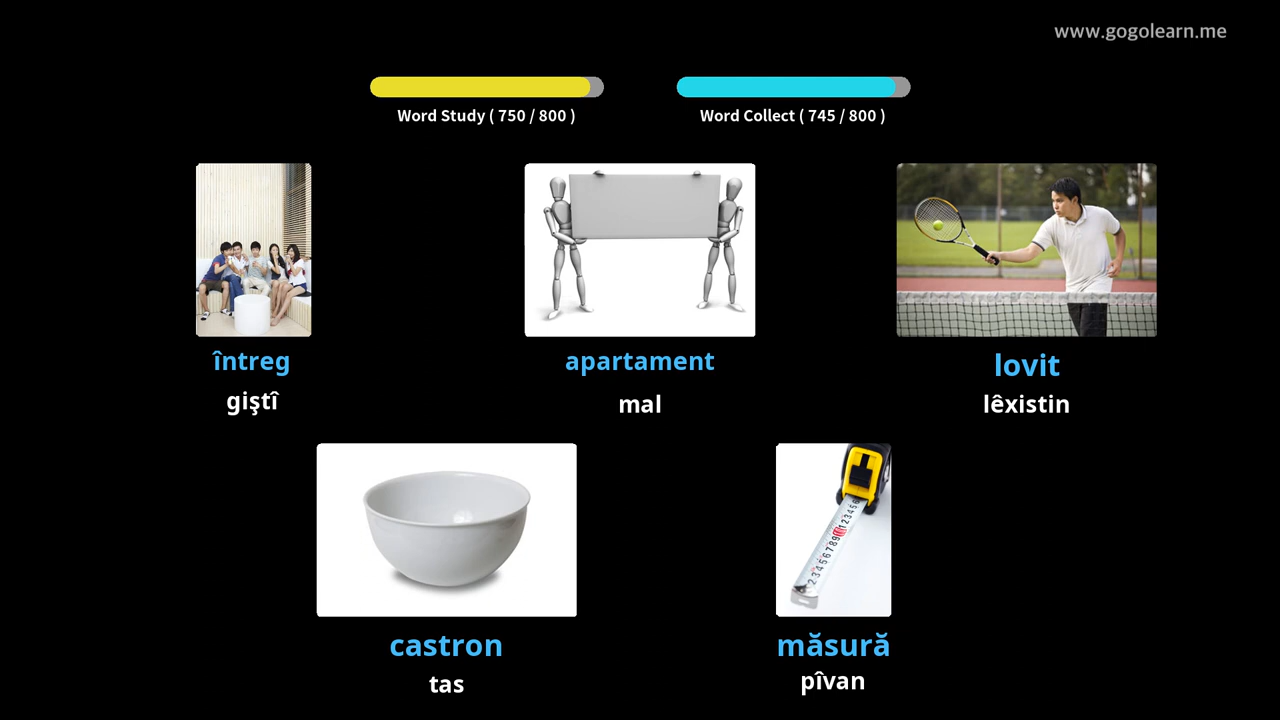 www.gogolearn.me
Word Study ( 750 / 800 )
Word Collect ( 745 / 800 )
întreg
giştî
apartament
mal
lovit
lêxistin
castron
tas
măsură
pîvan